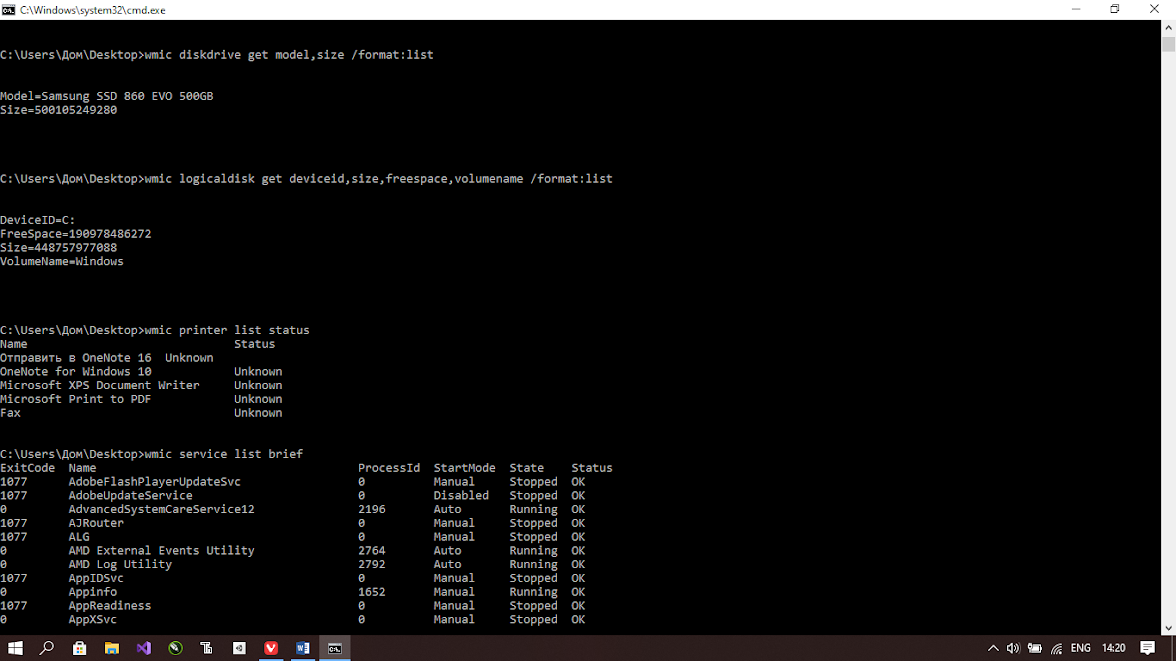 C:\Windows\system32\cmd.exe
C:\Users\Дом\Desktop>wmic diskdrive get model,size /format:list
Model=Samsung SSD 860 EVO 500GB
Size=500105249280
C:\Users\Дом\Desktop>wmic logicaldisk get deviceid,size,freespace,volumename /format:list
DeviceID=C:
FreeSpace=190978486272
Size=448757977088
VolumeName=Windows
C:\Users\Дом\Desktop>wmic printer list status
Name Status
Отправить в OneNote 16 Unknown
OneNote for Windows 10 Unknown
Microsoft XPS Document Writer Unknown
Microsoft Print to PDF Unknown
Fax Unknown
C:\Users\Дом\Desktop>wmic service list brief
ExitCode Name ProcessId StartMode State Status
1077 AdobeFlashPlayerUpdateSvc 0 Manual Stopped OK
1077 AdobeUpdateService 0 Disabled Stopped OK
0 AdvancedSystemCareService12 2196 Auto Running OK
1077 AJRouter 0 Manual Stopped OK
1077 ALG 0 Manual Stopped OK
0 AMD External Events Utility 2764 Auto Running OK
0 AMD Log Utility 2792 Auto Running OK
1077 AppIDSvc 0 Manual Stopped OK
0 Appinfo 1652 Manual Running OK
1077 AppReadiness 0 Manual Stopped OK
0 AppXSvc 0 Manual Stopped OK
ENG 14:20